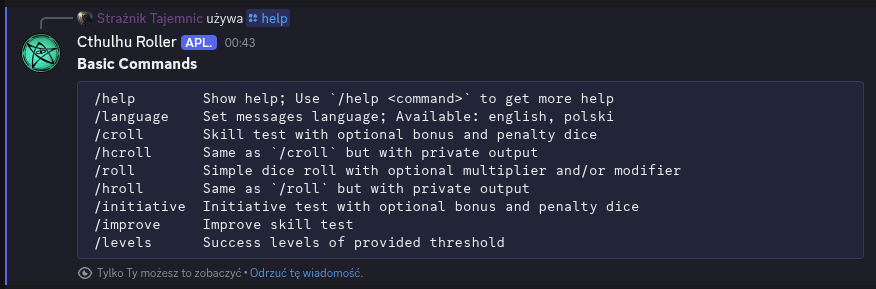 Strażnik Tajemnic używa help
Cthulhu Roller APL. 00:43
Basic Commands
/help Show help; Use `/help <command>` to get more help
/language Set messages language; Available: english, polski
/croll Skill test with optional bonus and penalty dice
/hcroll Same as `/croll` but with private output
/roll Simple dice roll with optional multiplier and/or modifier
/hroll Same as `/roll` but with private output
/initiative Initiative test with optional bonus and penalty dice
/improve Improve skill test
/levels Success levels of provided threshold
Tylko Ty możesz to zobaczyć • Odrzuć tę wiadomość.